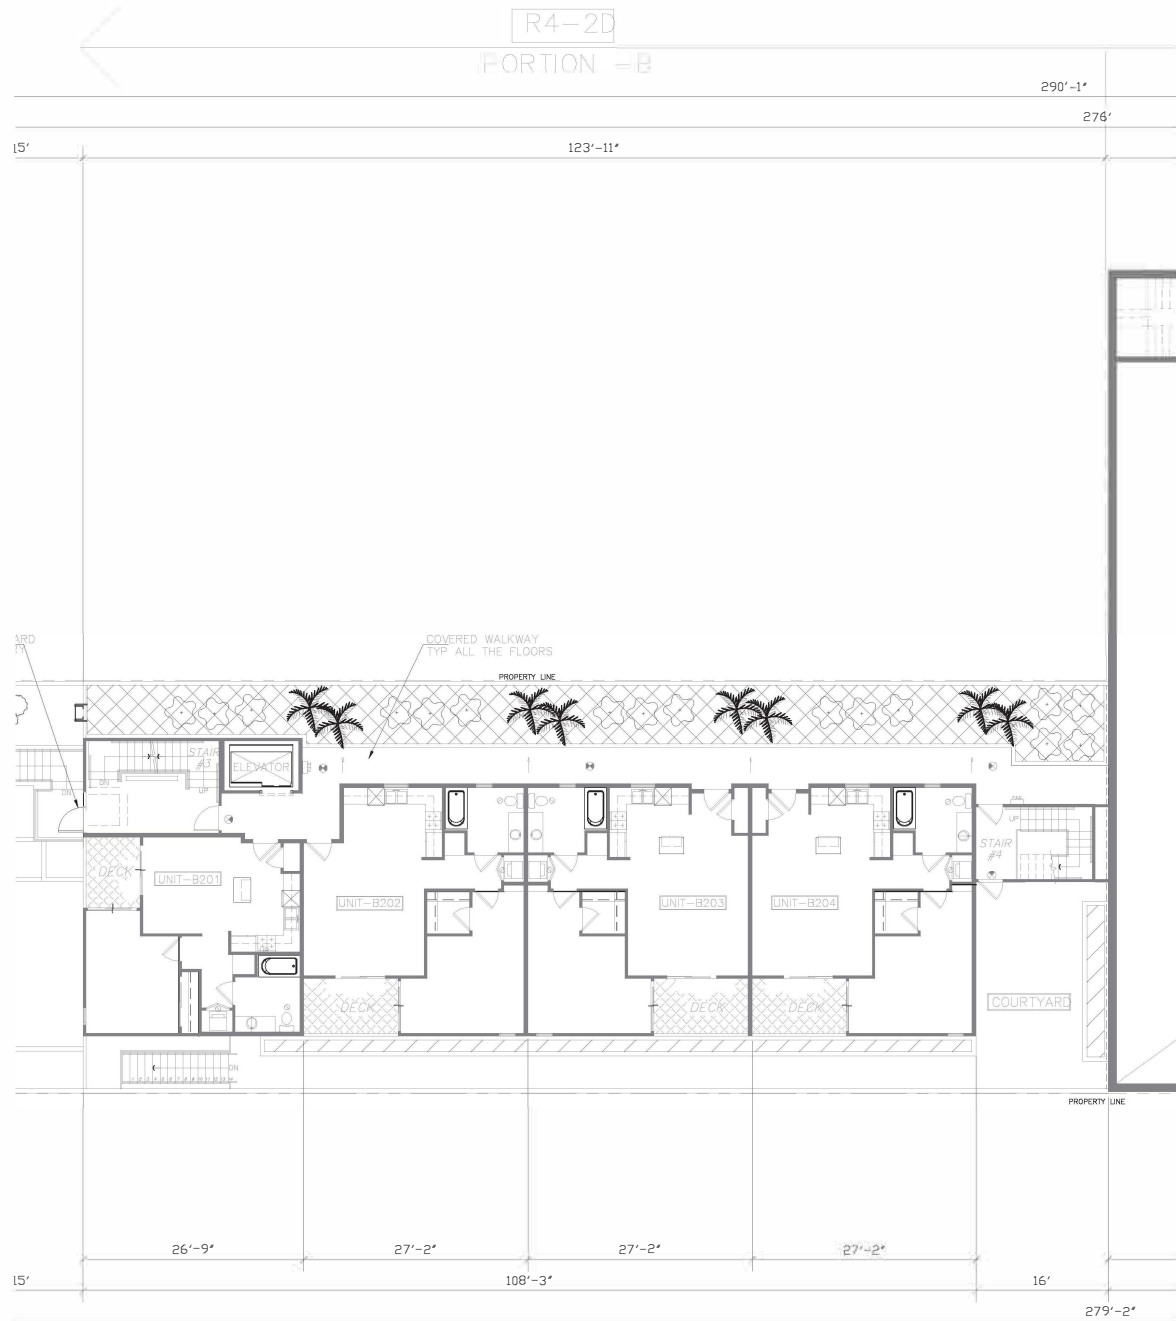 R4-2D
PORTION -B
290'-1"
276'
15'
123'-11"
ARD
COVERED WALKWAY
TYP ALL THE FLOORS
PROPERTY LINE
STAIR
#3
ELEVATOR
DN
UP
DN
UP
STAIR
#4
DECK
UNIT-B201
UNIT-B202
UNIT-B203
UNIT-B204
DECK
DECK
DECK
COURTYARD
DN
PROPERTY LINE
26'-9"
27'-2"
27'-2"
27'-2"
15'
108'-3"
16'
279'-2"